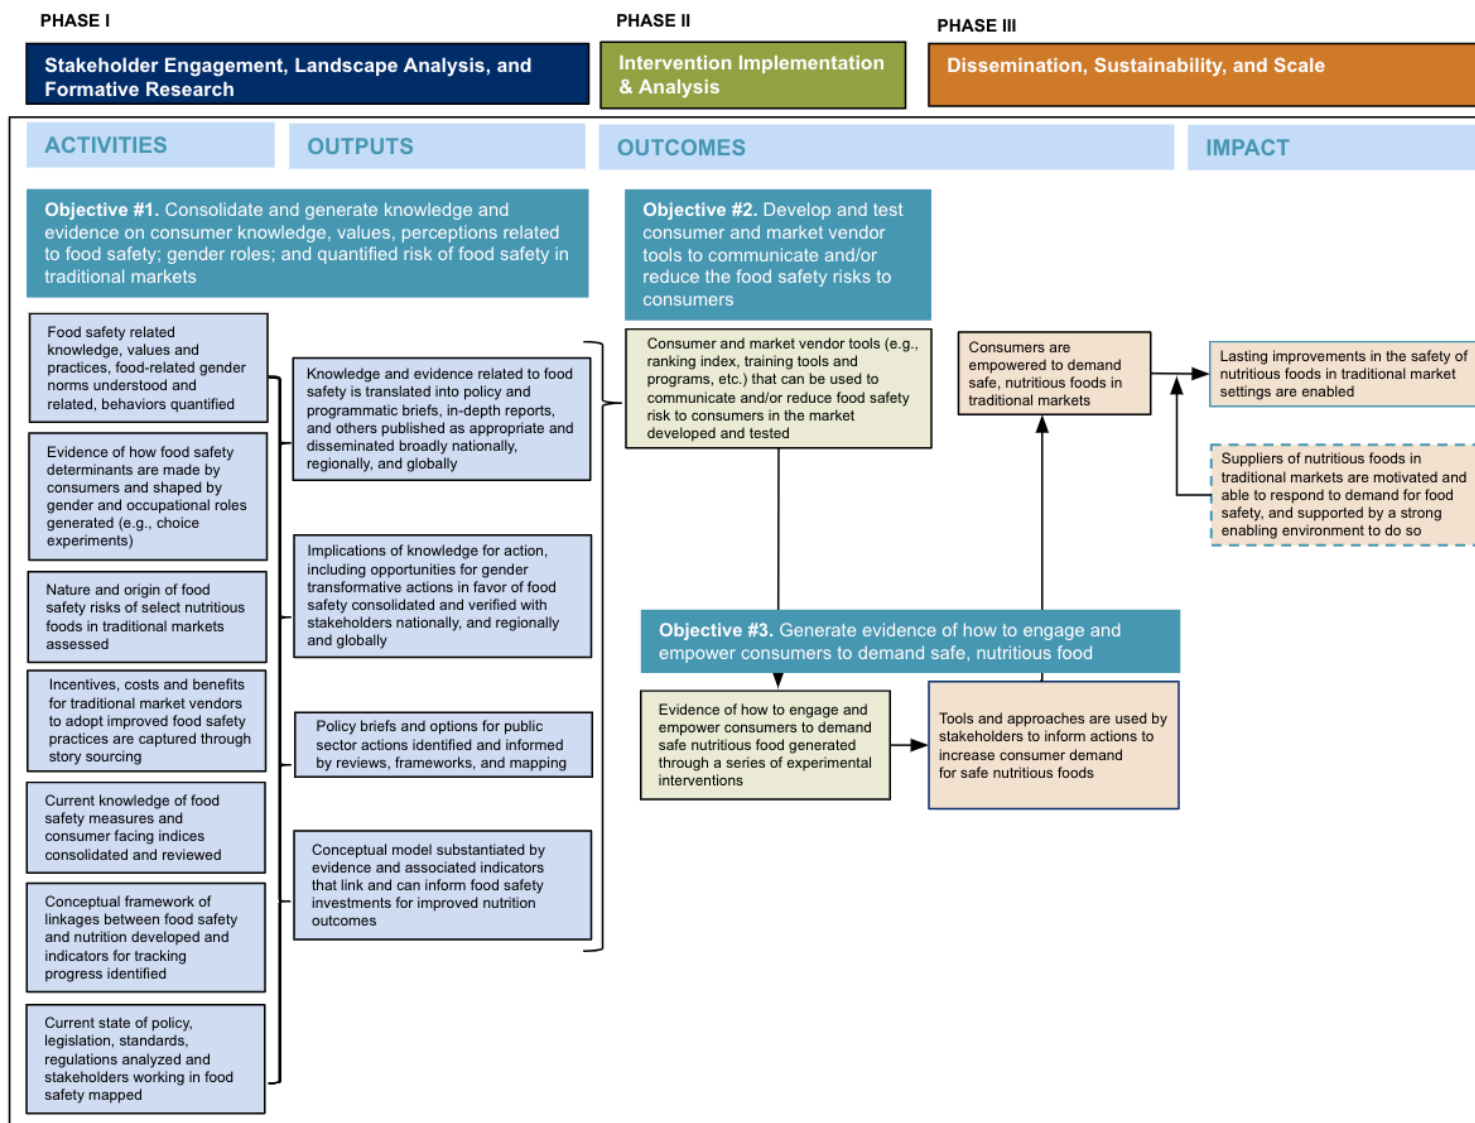 PHASE I
PHASE II
PHASE III
Stakeholder Engagement, Landscape Analysis, and
Formative Research
Intervention Implementation
& Analysis
Dissemination, Sustainability, and Scale
ACTIVITIES
OUTPUTS
OUTCOMES
IMPACT
Objective #1. Consolidate and generate knowledge and
evidence on consumer knowledge, values, perceptions related
to food safety; gender roles; and quantified risk of food safety in
traditional markets
Objective #2. Develop and test
consumer and market vendor
tools to communicate and/or
reduce the food safety risks to
consumers
Food safety related
knowledge, values and
practices, food-related gender
norms understood and
related, behaviors quantified
Evidence of how food safety
determinants are made by
consumers and shaped by
gender and occupational roles
generated (e.g., choice
experiments)
Nature and origin of food
safety risks of select nutritious
foods in traditional markets
assessed
Incentives, costs and benefits
for traditional market vendors
to adopt improved food safety
practices are captured through
story sourcing
Current knowledge of food
safety measures and
consumer facing indices
consolidated and reviewed
Conceptual framework of
linkages between food safety
and nutrition developed and
indicators for tracking
progress identified
Current state of policy,
legislation, standards,
regulations analyzed and
stakeholders working in food
safety mapped
Knowledge and evidence related to food
safety is translated into policy and
programmatic briefs, in-depth reports,
and others published as appropriate and
disseminated broadly nationally,
regionally, and globally
Implications of knowledge for action,
including opportunities for gender
transformative actions in favor of food
safety consolidated and verified with
stakeholders nationally, and regionally
and globally
Policy briefs and options for public
sector actions identified and informed
by reviews, frameworks, and mapping
Conceptual model substantiated by
evidence and associated indicators
that link and can inform food safety
investments for improved nutrition
outcomes
Consumer and market vendor tools (e.g.,
ranking index, training tools and
programs, etc.) that can be used to
communicate and/or reduce food safety
risk to consumers in the market
developed and tested
Consumers are
empowered to demand
safe, nutritious foods in
traditional markets
Lasting improvements in the safety of
nutritious foods in traditional market
settings are enabled
Suppliers of nutritious foods in
traditional markets are motivated and
able to respond to demand for food
safety, and supported by a strong
enabling environment to do so
Objective #3. Generate evidence of how to engage and
empower consumers to demand safe, nutritious food
Evidence of how to engage and
empower consumers to demand
safe nutritious food generated
through a series of experimental
interventions
Tools and approaches are used by
stakeholders to inform actions to
increase consumer demand
for safe nutritious foods